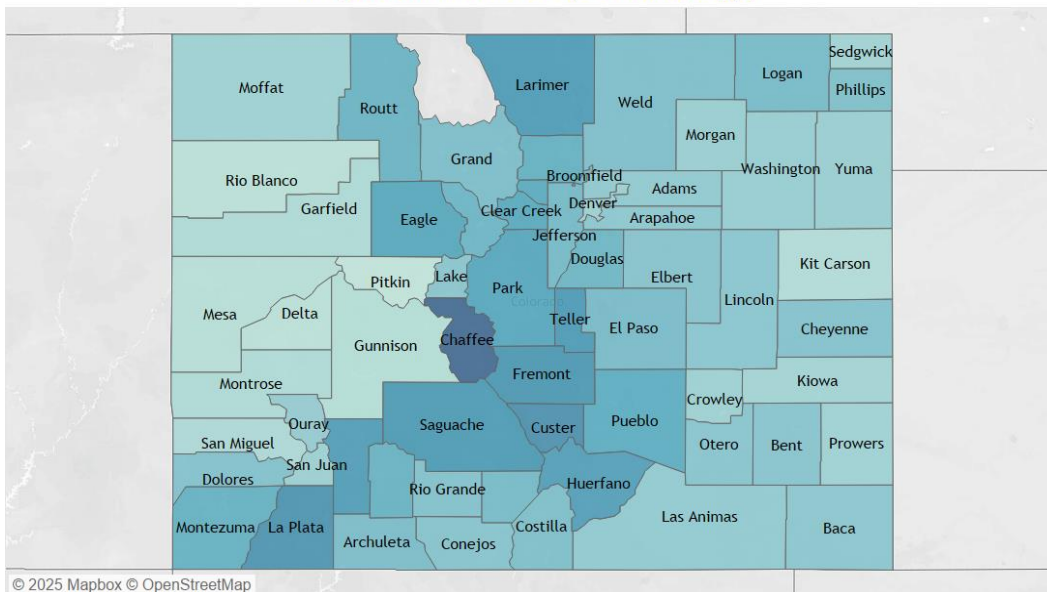 Sedgwick
Larimer
Logan
Moffat
Phillips
Weld
Routt
Morgan
Grand
Washington
Yuma
Broomfield
Rio Blanco
Adams
Denver
Garfield
Clear Creek
Arapahoe
Eagle
Jefferson
Douglas
Kit Carson
Lake
Elbert
Pitkin
Park
Lincoln
Colorado
Delta
Mesa
Teller
El Paso
Cheyenne
Chaffee
Gunnison
Fremont
Kiowa
Montrose
Crowley
Pueblo
Ouray
Saguache
Custer
San Miguel
Otero
Bent
Prowers
San Juan
Dolores
Huerfano
Rio Grande
Las Animas
Montezuma
La Plata
Costilla
Baca
Archuleta
Conejos
© 2025 Mapbox © OpenStreetMap